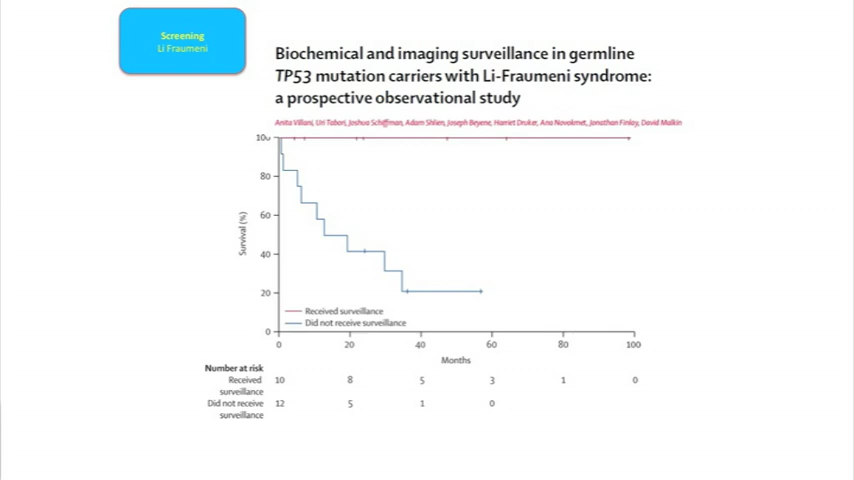 Screening
Li Fraumeni
Biochemical and imaging surveillance in germline
TP53 mutation carriers with Li-Fraumeni syndrome:
a prospective observational study
Anita Villani, Uri Tabori, Joshua Schiffman, Adam Shlien, Joseph Beyene, Harriet Druker, Ana Novokmet, Jonathan Finlay, David Malkin
100
80
60
40
20
0
Survival (%)
Received surveillance
Did not receive surveillance
0 20 40 60 80 100
Months
Number at risk
Received 10 8 5 3 1 0
surveillance
Did not receive 12 5 1 0
surveillance